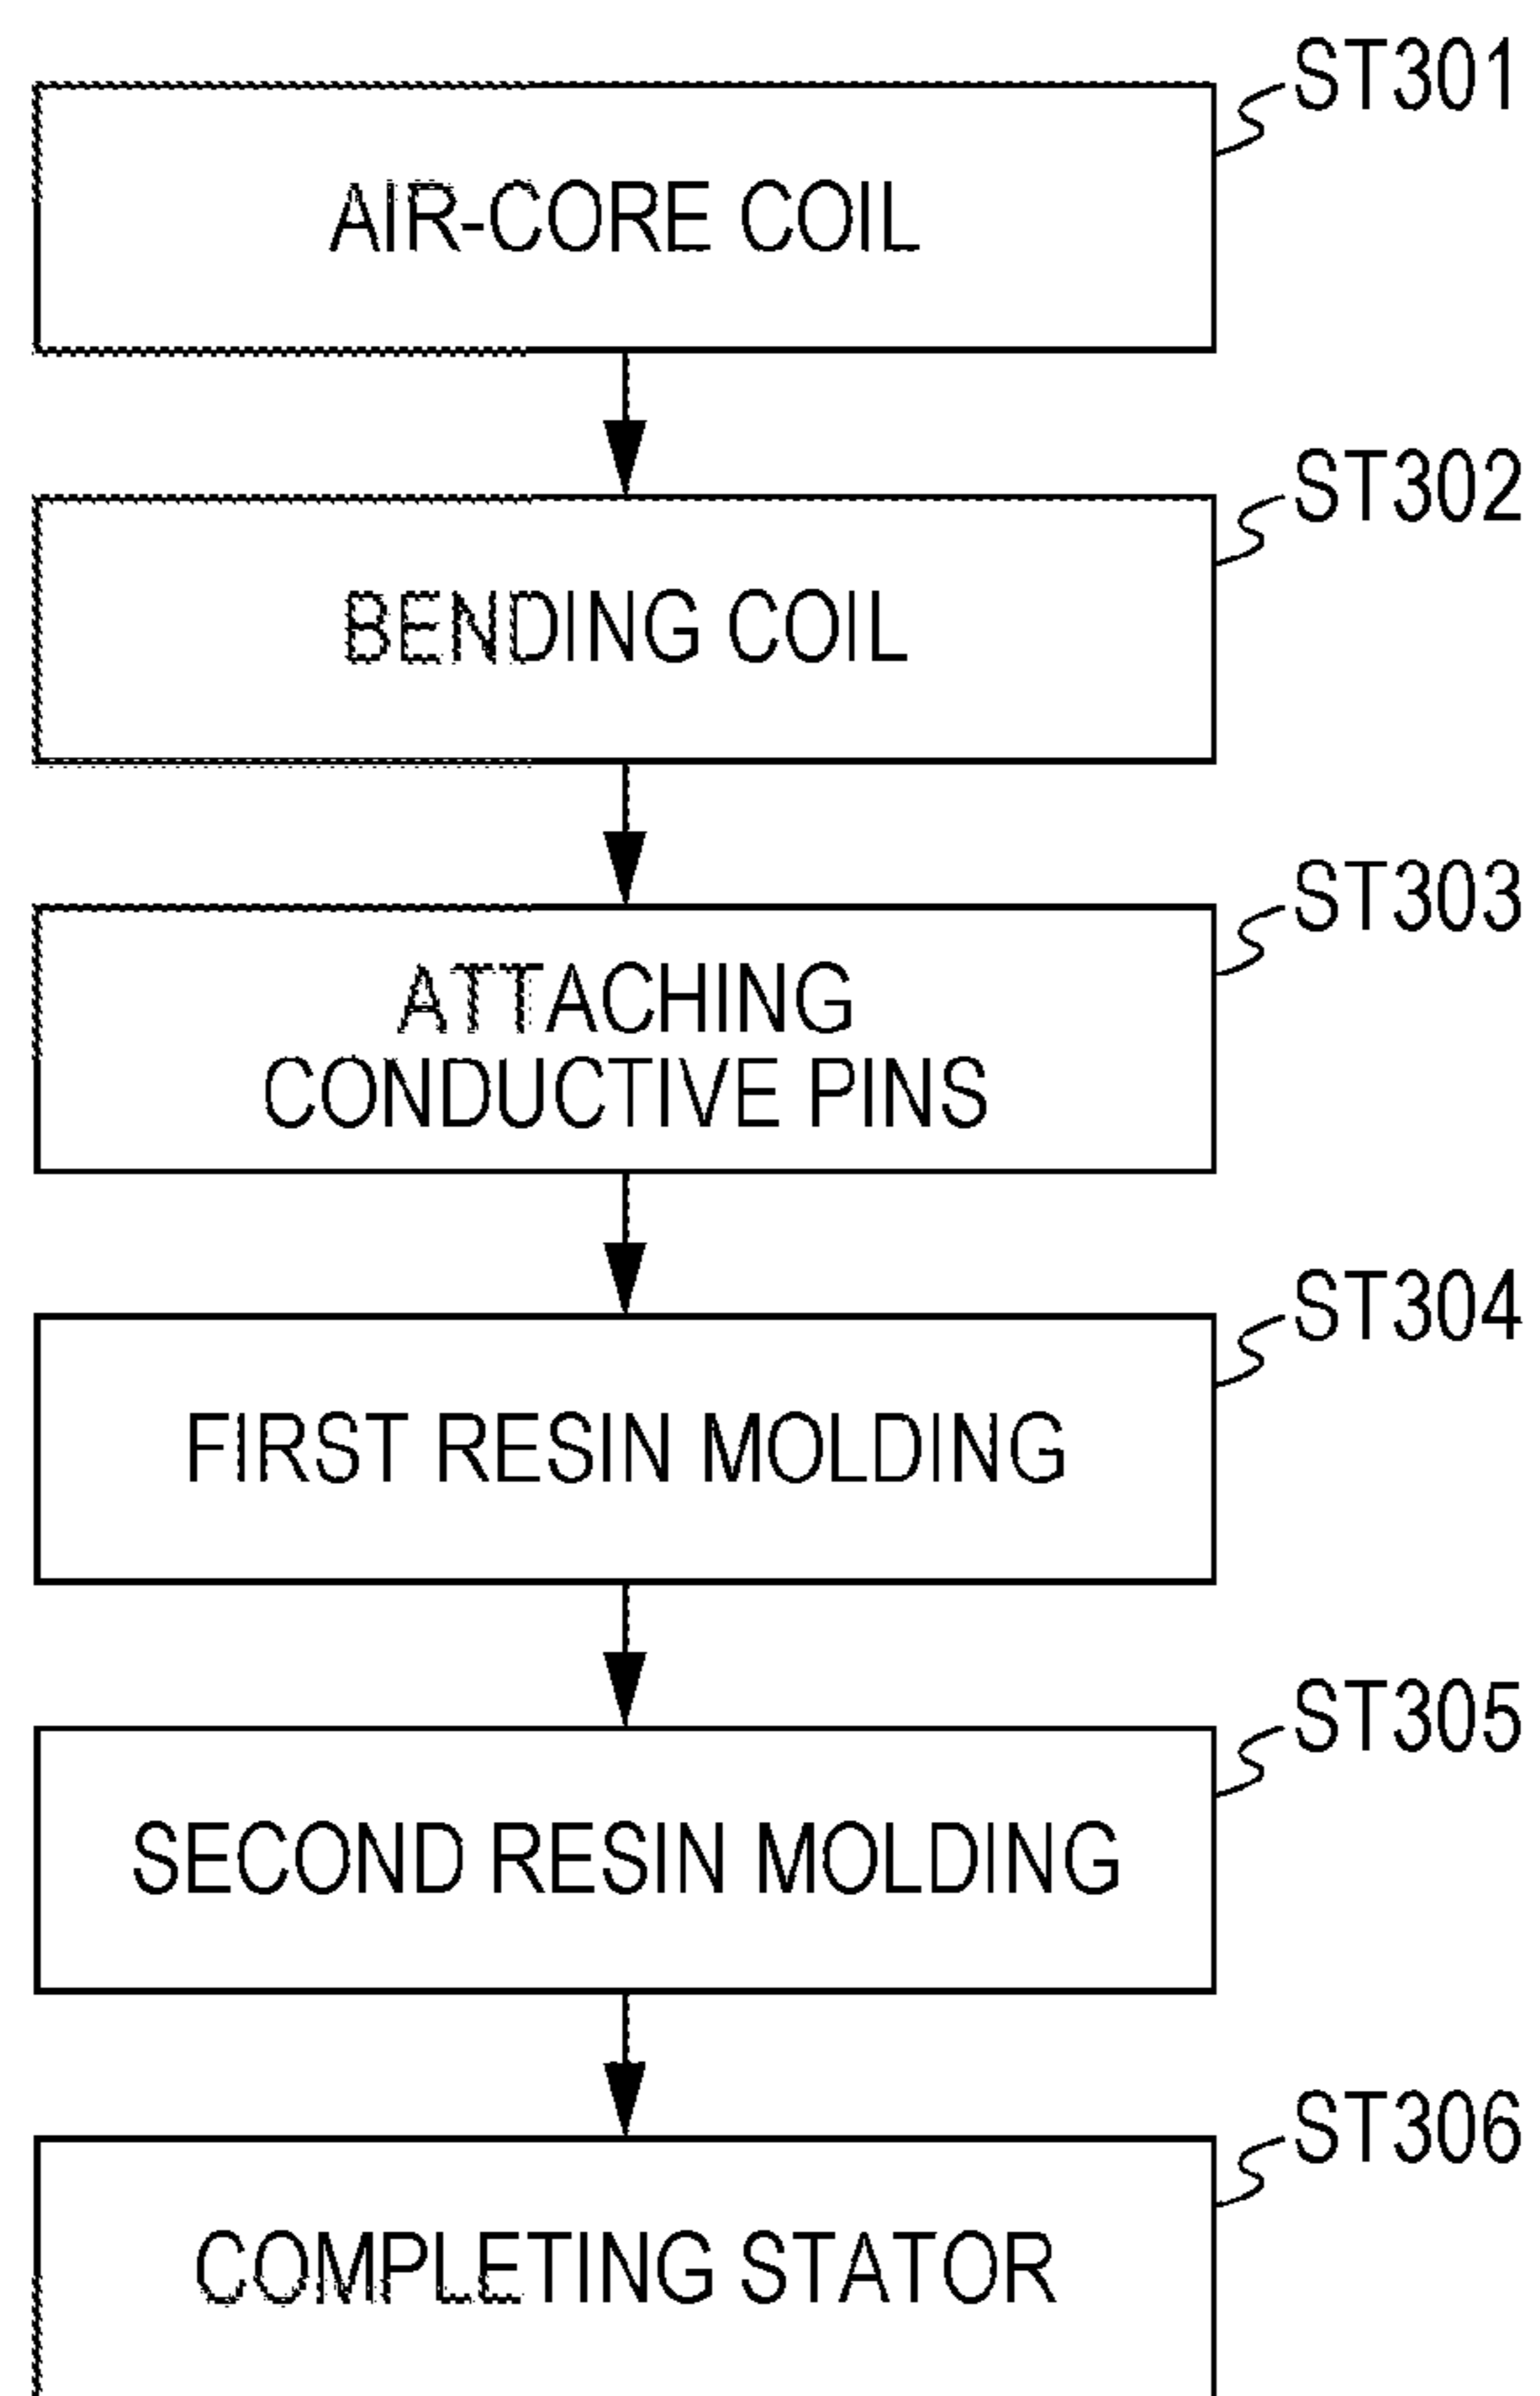 ST301
AIR-CORE COIL
ST302
BENDING COIL
ST303
ATTACHING
CONDUCTIVE PINS
ST304
FIRST RESIN MOLDING
ST305
SECOND RESIN MOLDING
ST306
COMPLETING STATOR